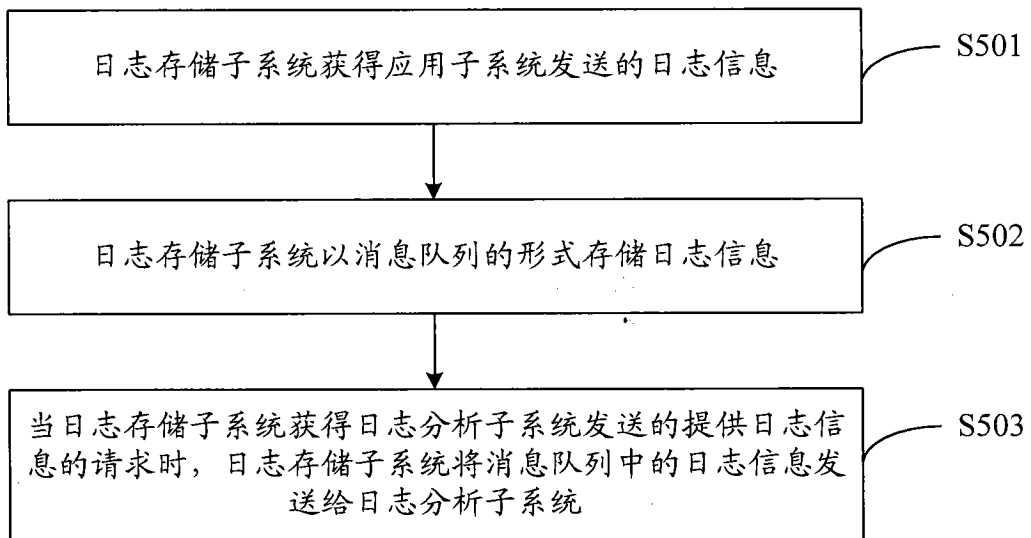 日志存储子系统获得应用子系统发送的日志信息
S501
日志存储子系统以消息队列的形式存储日志信息
S502
当日志存储子系统获得日志分析子系统发送的提供日志信
息的请求时，日志存储子系统将消息队列中的日志信息发
送给日志分析子系统
S503